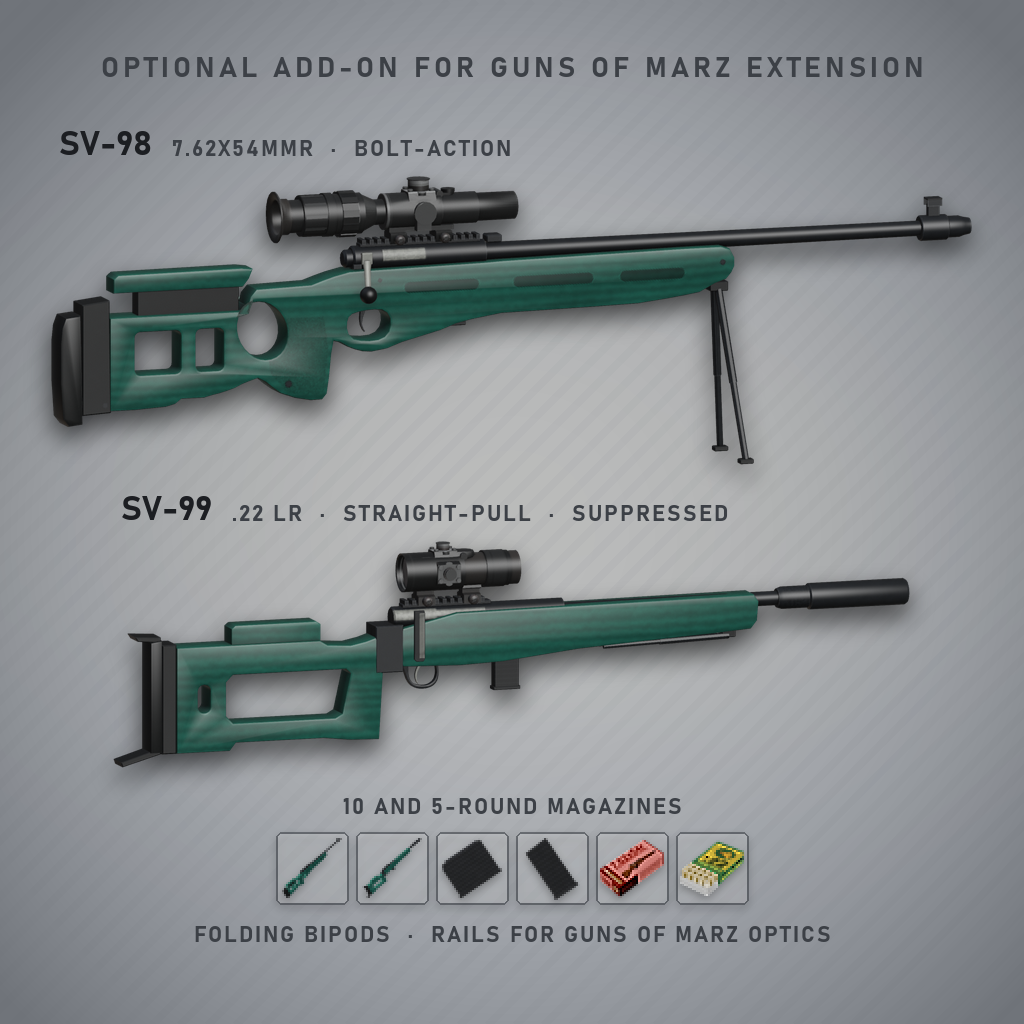 OPTIONAL ADD-ON FOR GUNS OF MARZ EXTENSION
SV-98 7.62X54MMR · BOLT-ACTION
SV-99 .22 LR · STRAIGHT-PULL · SUPPRESSED
10 AND 5-ROUND MAGAZINES
FOLDING BIPODS · RAILS FOR GUNS OF MARZ OPTICS